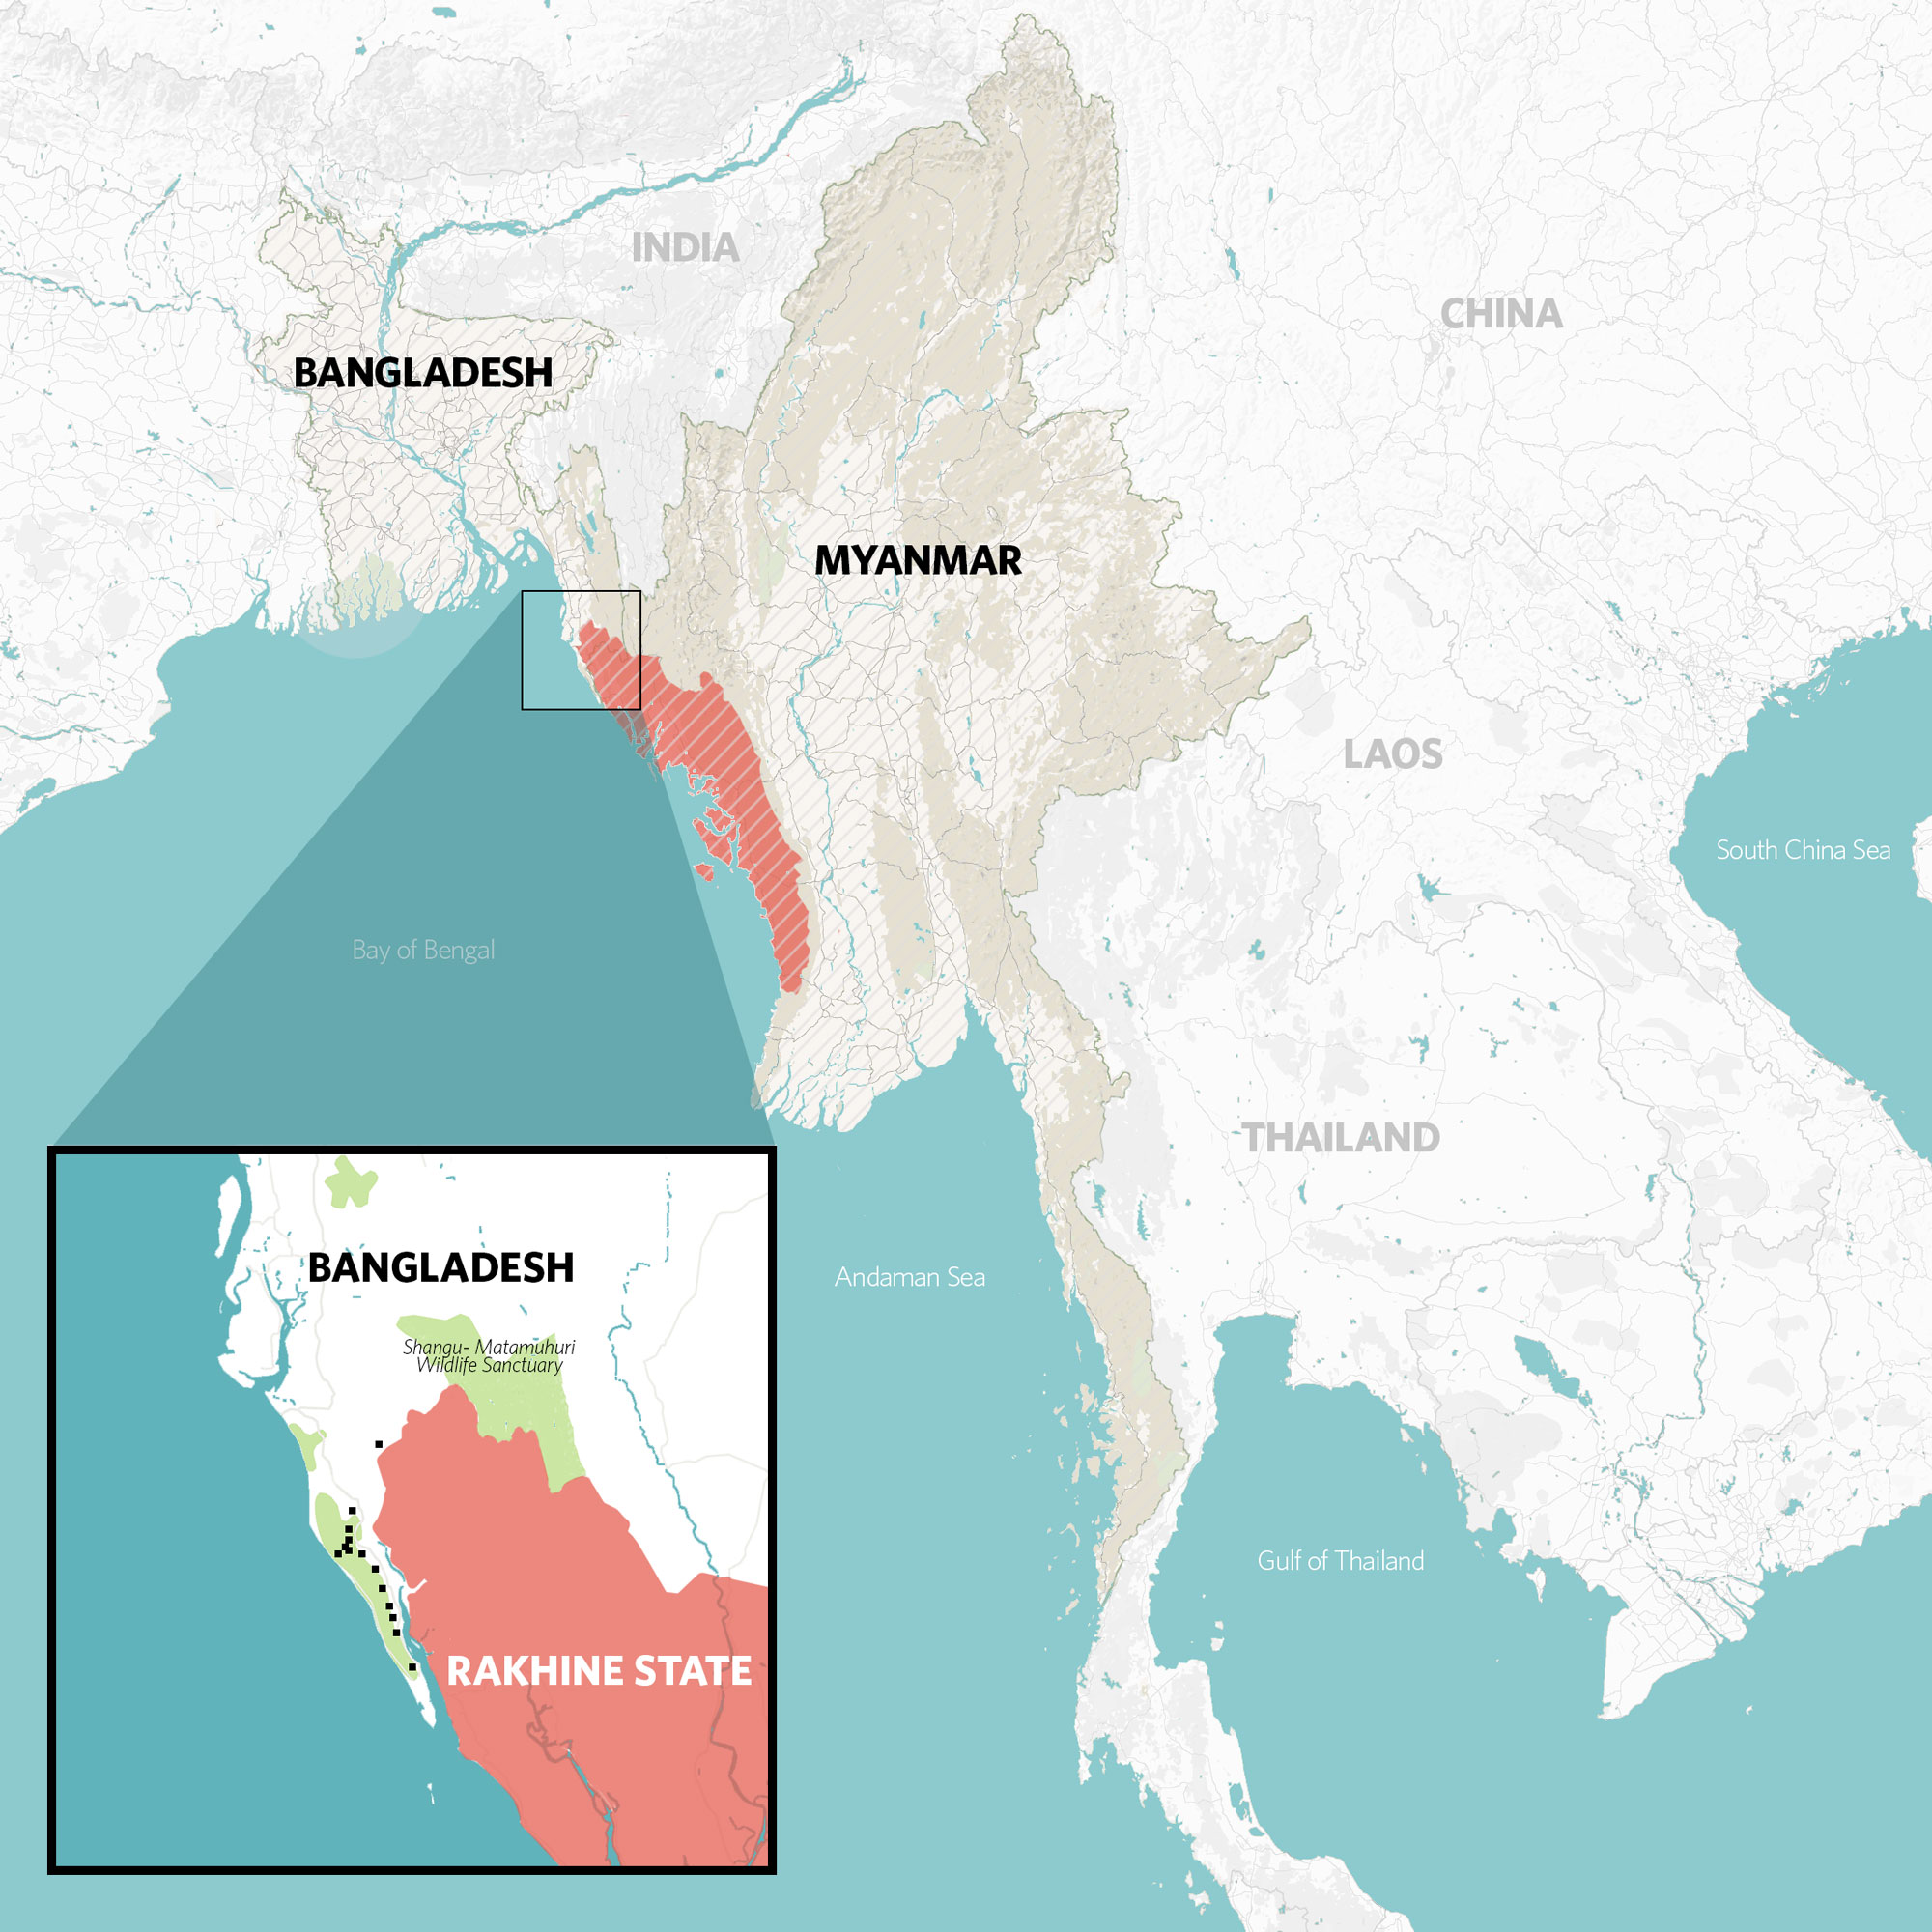 INDIA
CHINA
BANGLADESH
MYANMAR
LAOS
South China Sea
Bay of Bengal
THAILAND
Andaman Sea
Gulf of Thailand
BANGLADESH
Shangu- Matamuhuri
Wildlife Sanctuary
RAKHINE STATE